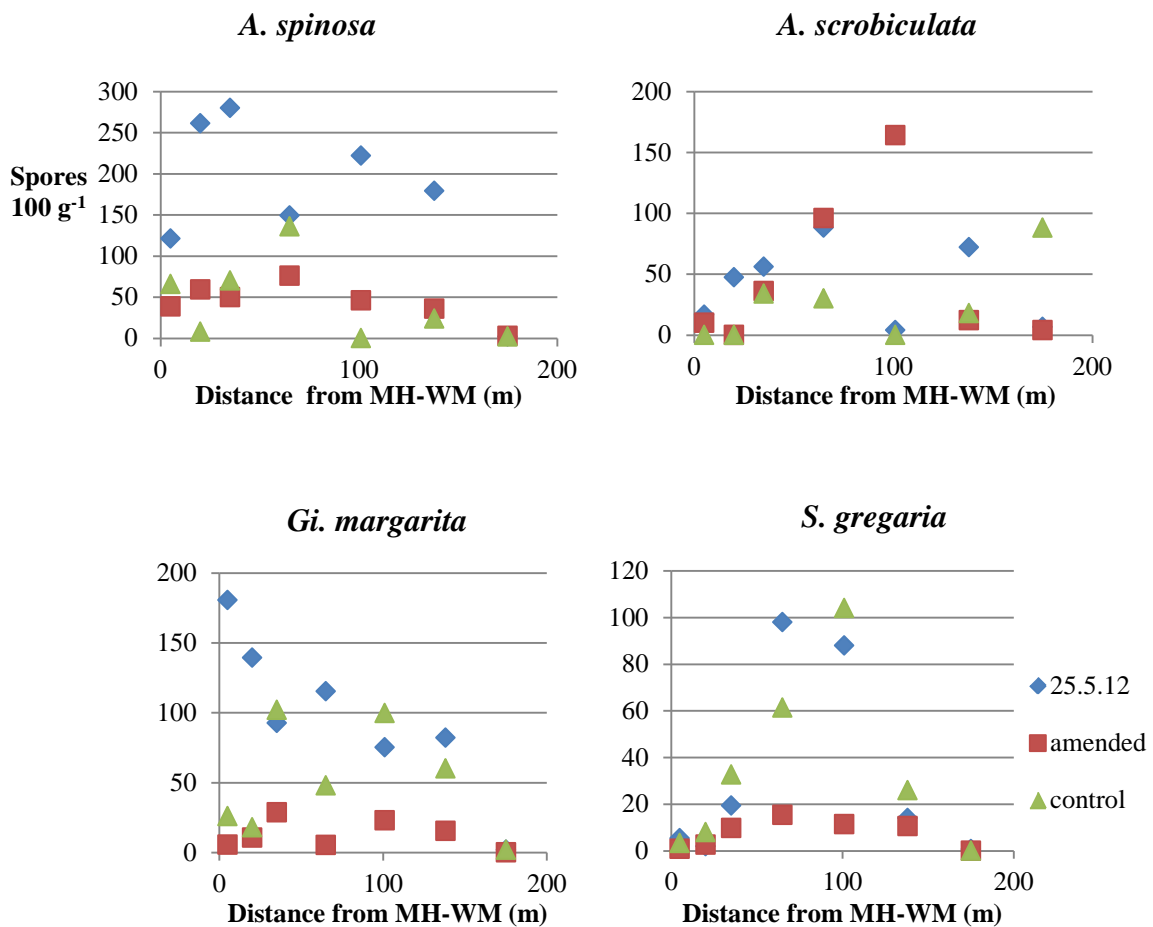 A. spinosa
Spores
100 g-1
300
250
200
150
100
50
0
0 100 200
Distance from MH-WM (m)
A. scrobiculata
200
150
100
50
0
0 100 200
Distance from MH-WM (m)
Gi. margarita
200
150
100
50
0
0 100 200
Distance from MH-WM (m)
S. gregaria
120
100
80
60
40
20
0
0 100 200
Distance from MH-WM (m)
25.5.12
amended
control